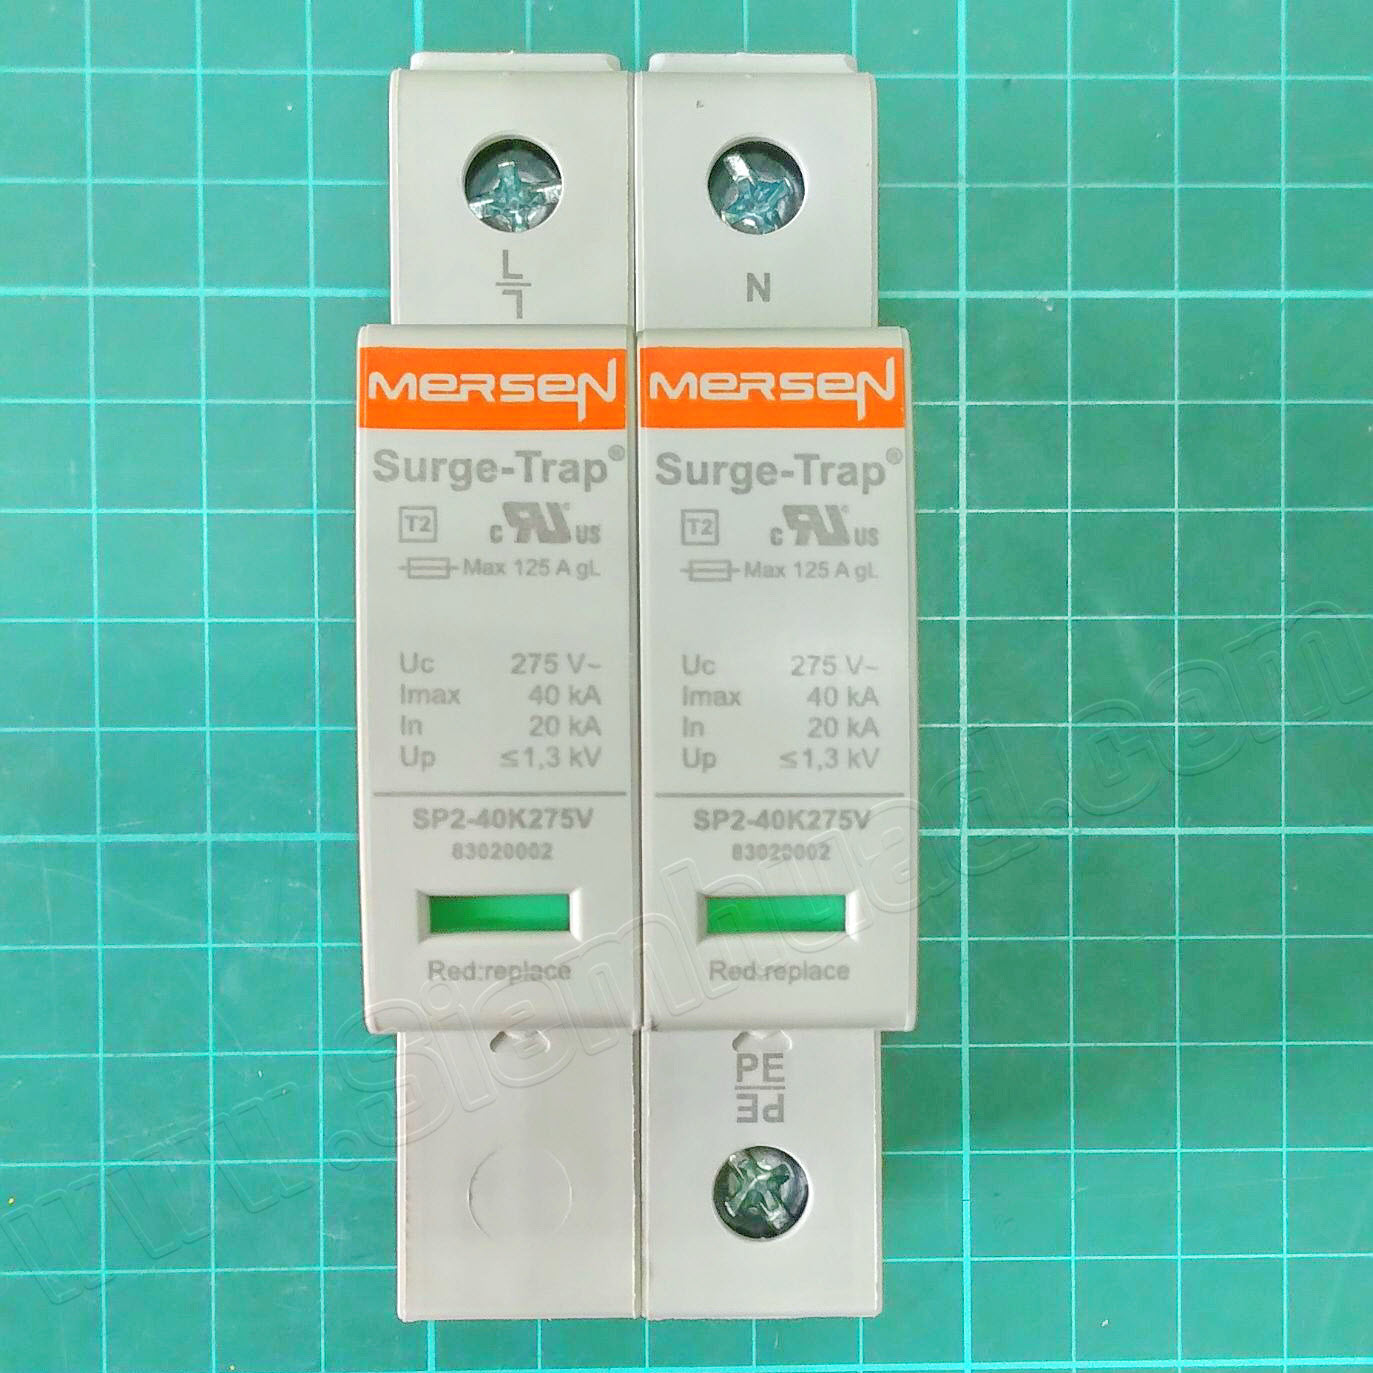 L
L
N
MERSEN
Surge-Trap®
T2
c RU US
Max 125 A gL
Uc 275 V~
Imax 40 kA
In 20 kA
Up ≤1,3 kV
SP2-40K275V
83020002
Red:replace
MERSEN
Surge-Trap®
T2
c RU US
Max 125 A gL
Uc 275 V~
Imax 40 kA
In 20 kA
Up ≤1,3 kV
SP2-40K275V
83020002
Red:replace
PE
PE
www.Siamhuad.com